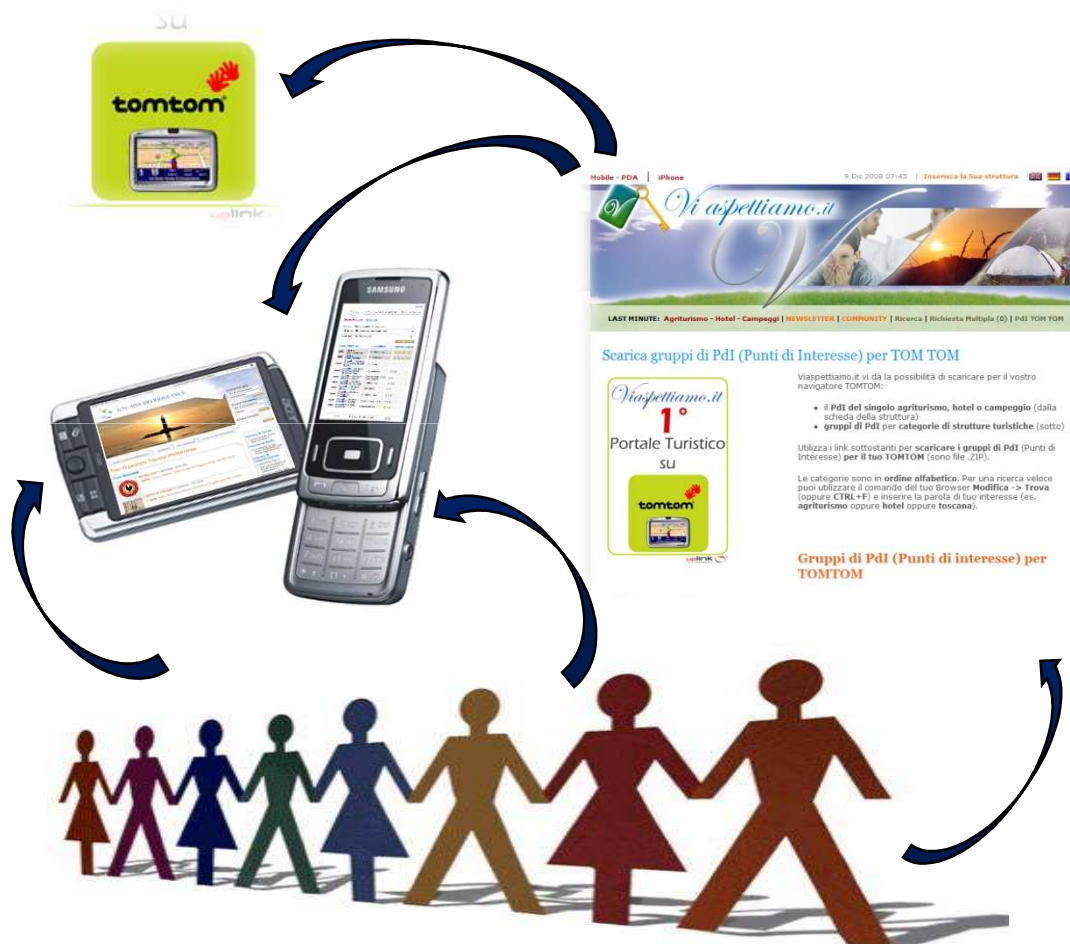 su
tomtom
uplink
Mobile - PDA | iPhone
9 Dic 2008 07:45 | Inserisca la Sua struttura
Vi aspettiamo.it
LAST MINUTE: Agriturismo - Hotel - Campeggi | NEWSLETTER | COMMUNITY | Ricerca | Richiesta Multipla (0) | PdI TOM TOM
Scarica gruppi di PdI (Punti di Interesse) per TOM TOM
Viaspettiamo.it
1°
Portale Turistico
su
tomtom
uplink
Viaspettiamo.it vi dà la possibilità di scaricare per il vostro
navigatore TOMTOM:
• il PdI del singolo agriturismo, hotel o campeggio (dalla
scheda della struttura)
• gruppi di PdI per categorie di strutture turistiche (sotto)
Utilizza i link sottostanti per scaricare i gruppi di PdI (Punti di
Interesse) per il tuo TOMTOM (sono file .ZIP).
Le categorie sono in ordine alfabetico. Per una ricerca veloce
puoi utilizzare il comando del tuo Browser Modifica -> Trova
(oppure CTRL+F) e inserire la parola di tuo interesse (es.
agriturismo oppure hotel oppure toscana).
Gruppi di PdI (Punti di interesse) per
TOMTOM
SAMSUNG
acer